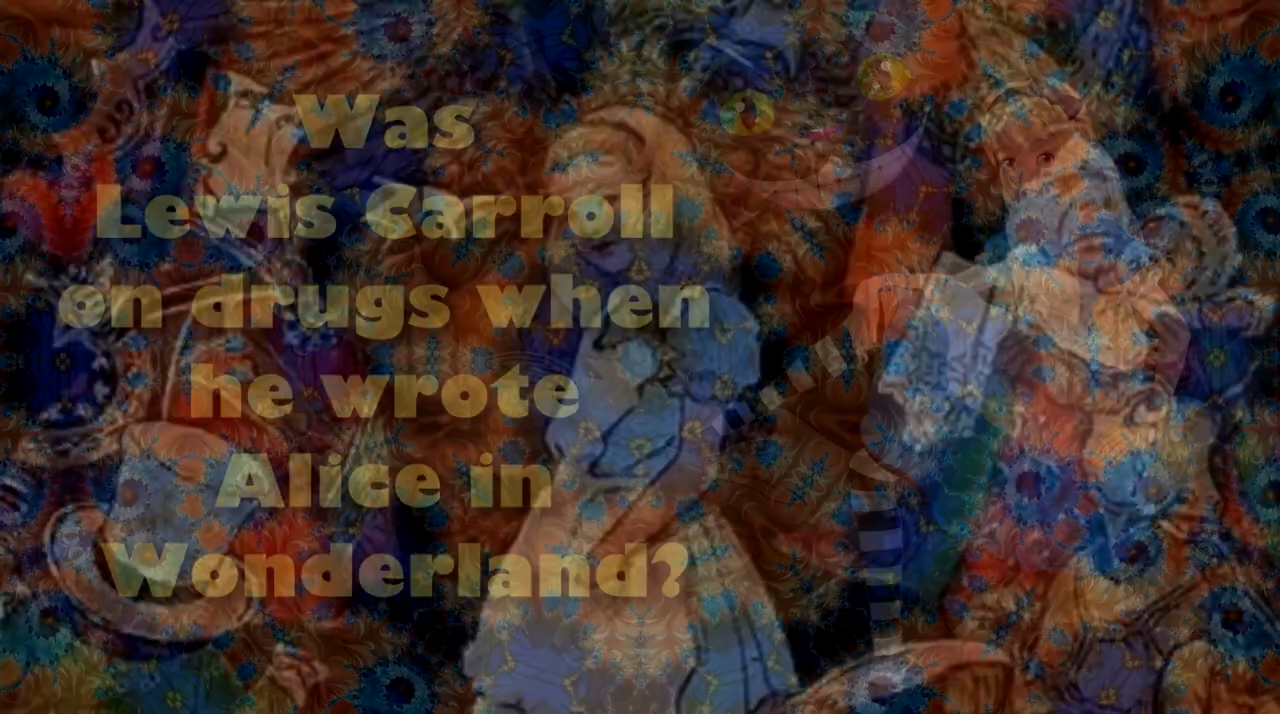 Was
Lewis Carroll
on drugs when
he wrote
Alice in
Wonderland?